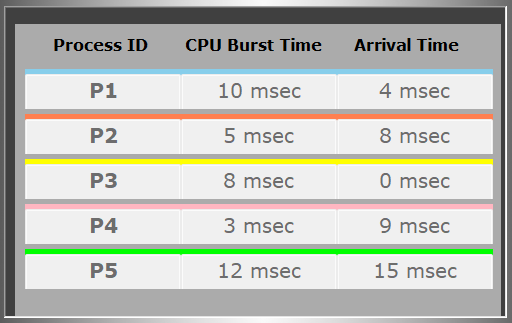 Process ID CPU Burst Time Arrival Time
P1 10 msec 4 msec
P2 5 msec 8 msec
P3 8 msec 0 msec
P4 3 msec 9 msec
P5 12 msec 15 msec